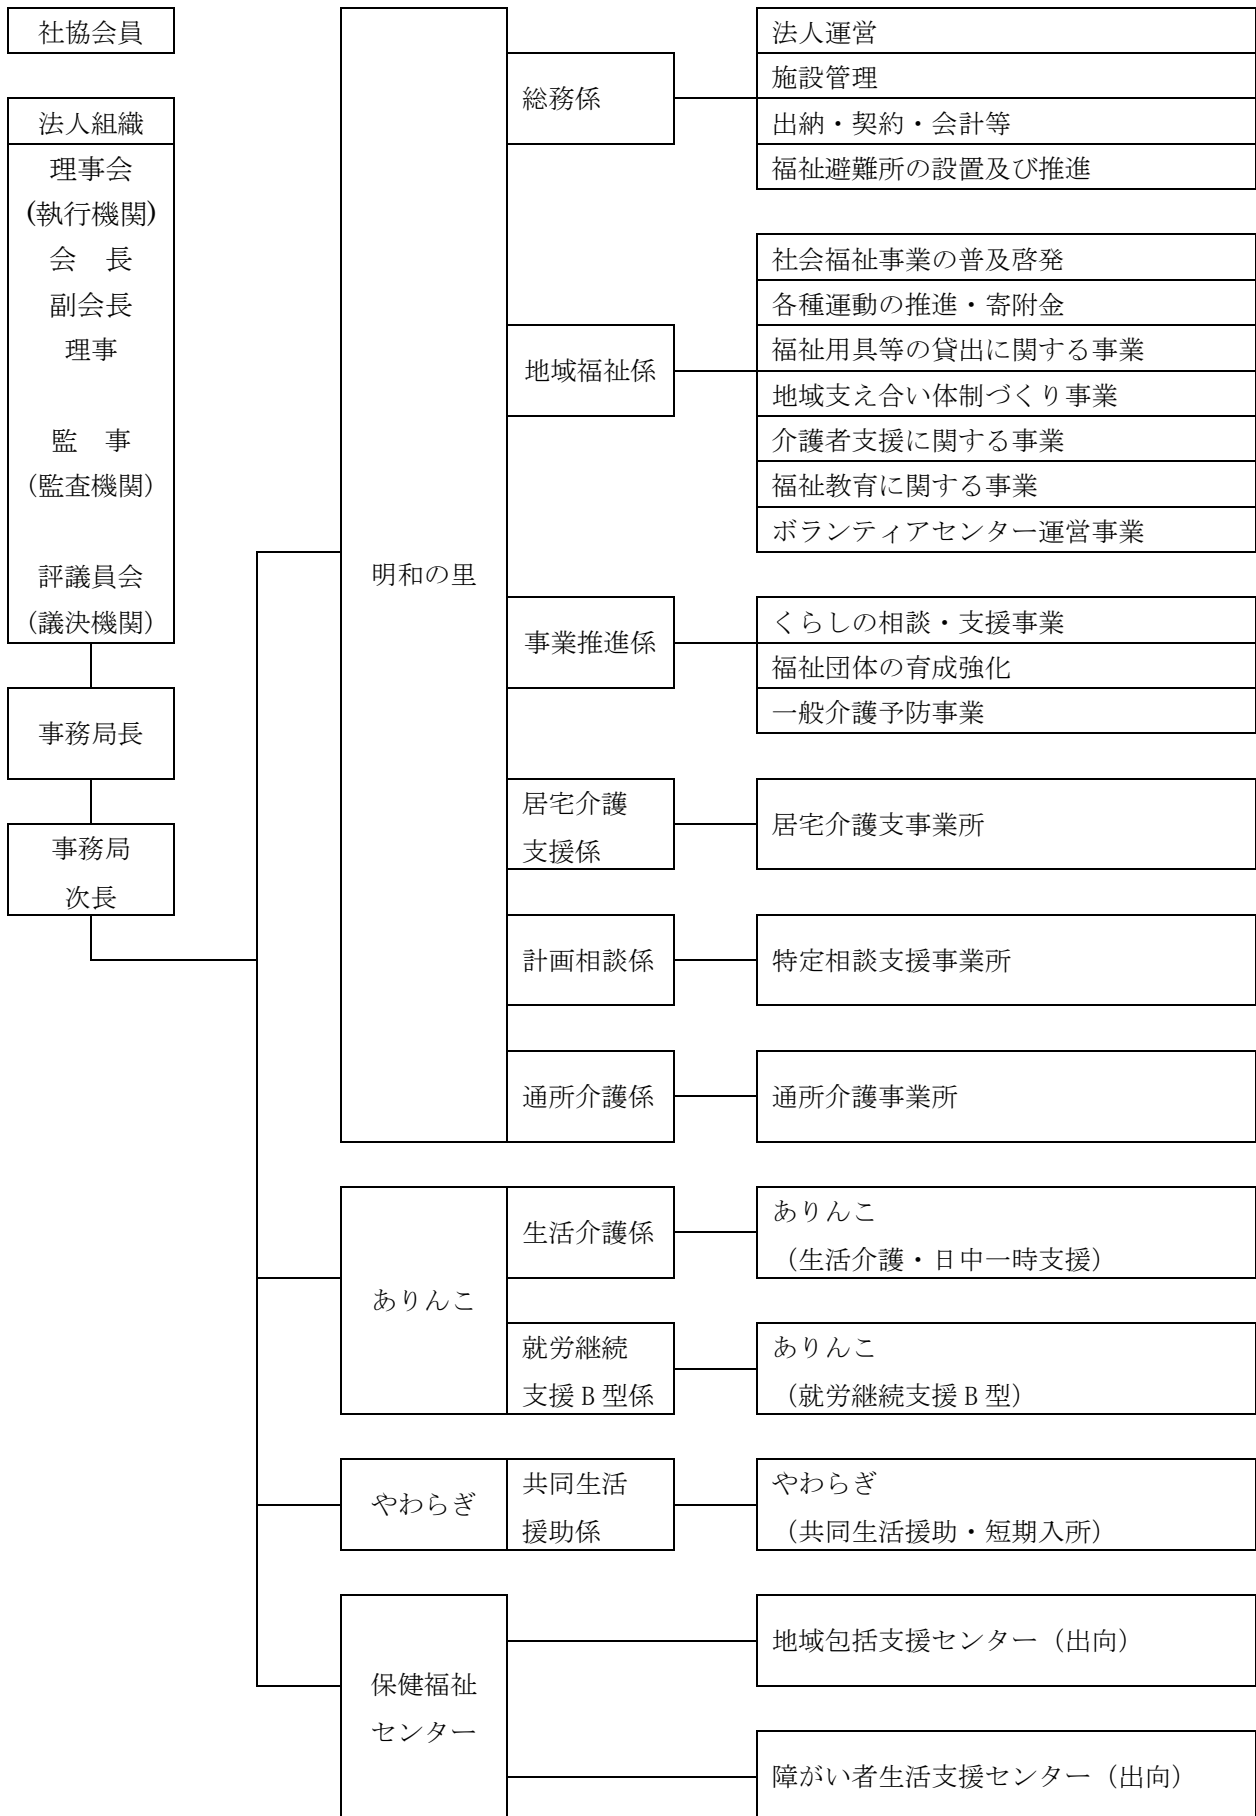 社協会員
法人組織
理事会
(執行機関)
会　長
副会長
理事
監　事
(監査機関)
評議員会
(議決機関)
事務局長
事務局
次長
明和の里
総務係
法人運営
施設管理
出納・契約・会計等
福祉避難所の設置及び推進
地域福祉係
社会福祉事業の普及啓発
各種運動の推進・寄附金
福祉用具等の貸出に関する事業
地域支え合い体制づくり事業
介護者支援に関する事業
福祉教育に関する事業
ボランティアセンター運営事業
事業推進係
くらしの相談・支援事業
福祉団体の育成強化
一般介護予防事業
居宅介護
支援係
居宅介護支事業所
計画相談係
特定相談支援事業所
通所介護係
通所介護事業所
ありんこ
生活介護係
ありんこ
（生活介護・日中一時支援）
就労継続
支援 B 型係
ありんこ
（就労継続支援 B 型）
やわらぎ
共同生活
援助係
やわらぎ
（共同生活援助・短期入所）
保健福祉
センター
地域包括支援センター（出向）
障がい者生活支援センター（出向）